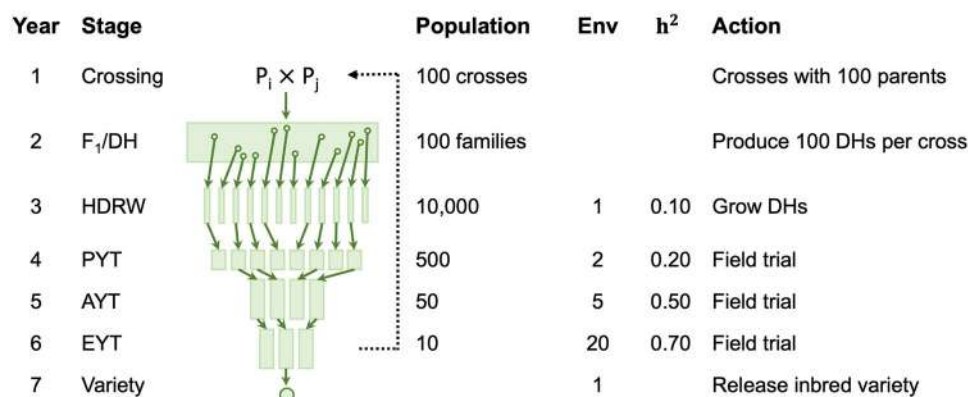 Year Stage Population Env h² Action
1 Crossing Pi × Pj 100 crosses Crosses with 100 parents
2 F1/DH 100 families Produce 100 DHs per cross
3 HDRW 10,000 1 0.10 Grow DHs
4 PYT 500 2 0.20 Field trial
5 AYT 50 5 0.50 Field trial
6 EYT 10 20 0.70 Field trial
7 Variety 1 Release inbred variety